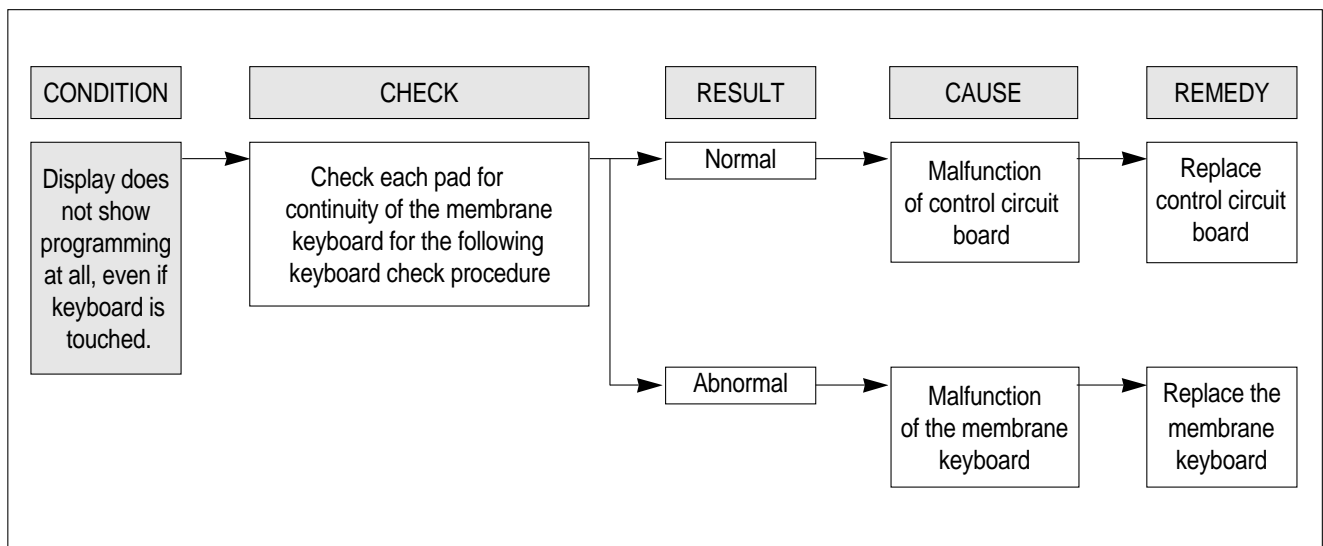 CONDITION
CHECK
RESULT
CAUSE
REMEDY
Display does
not show
programming
at all, even if
keyboard is
touched.
Check each pad for
continuity of the membrane
keyboard for the following
keyboard check procedure
Normal
Malfunction
of control circuit
board
Replace
control circuit
board
Abnormal
Malfunction
of the membrane
keyboard
Replace the
membrane
keyboard